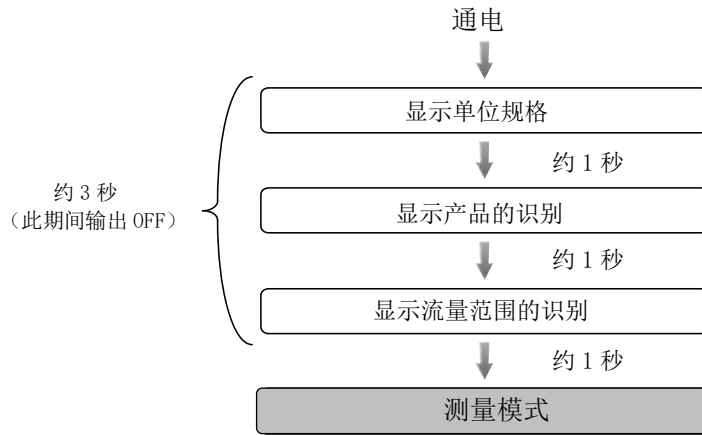 通电
显示单位规格
约 1 秒
显示产品的识别
约 3 秒
（此期间输出 OFF）
约 1 秒
显示流量范围的识别
约 1 秒
测量模式